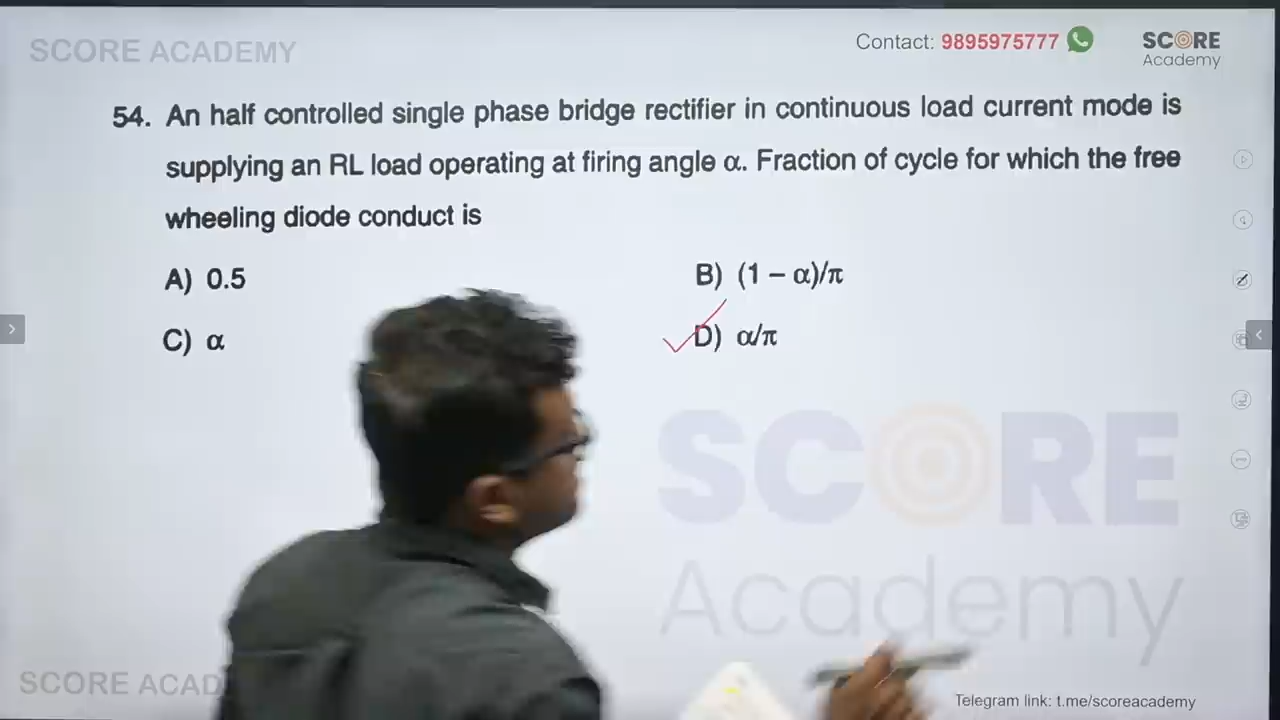 SCORE ACADEMY
Contact: 9895975777
SCORE
Academy
54. An half controlled single phase bridge rectifier in continuous load current mode is
supplying an RL load operating at firing angle α. Fraction of cycle for which the free
wheeling diode conduct is
A) 0.5
B) (1 – α)/π
C) α
D) α/π
SCORE
Academy
SCORE ACAD
Telegram link: t.me/scoreacademy